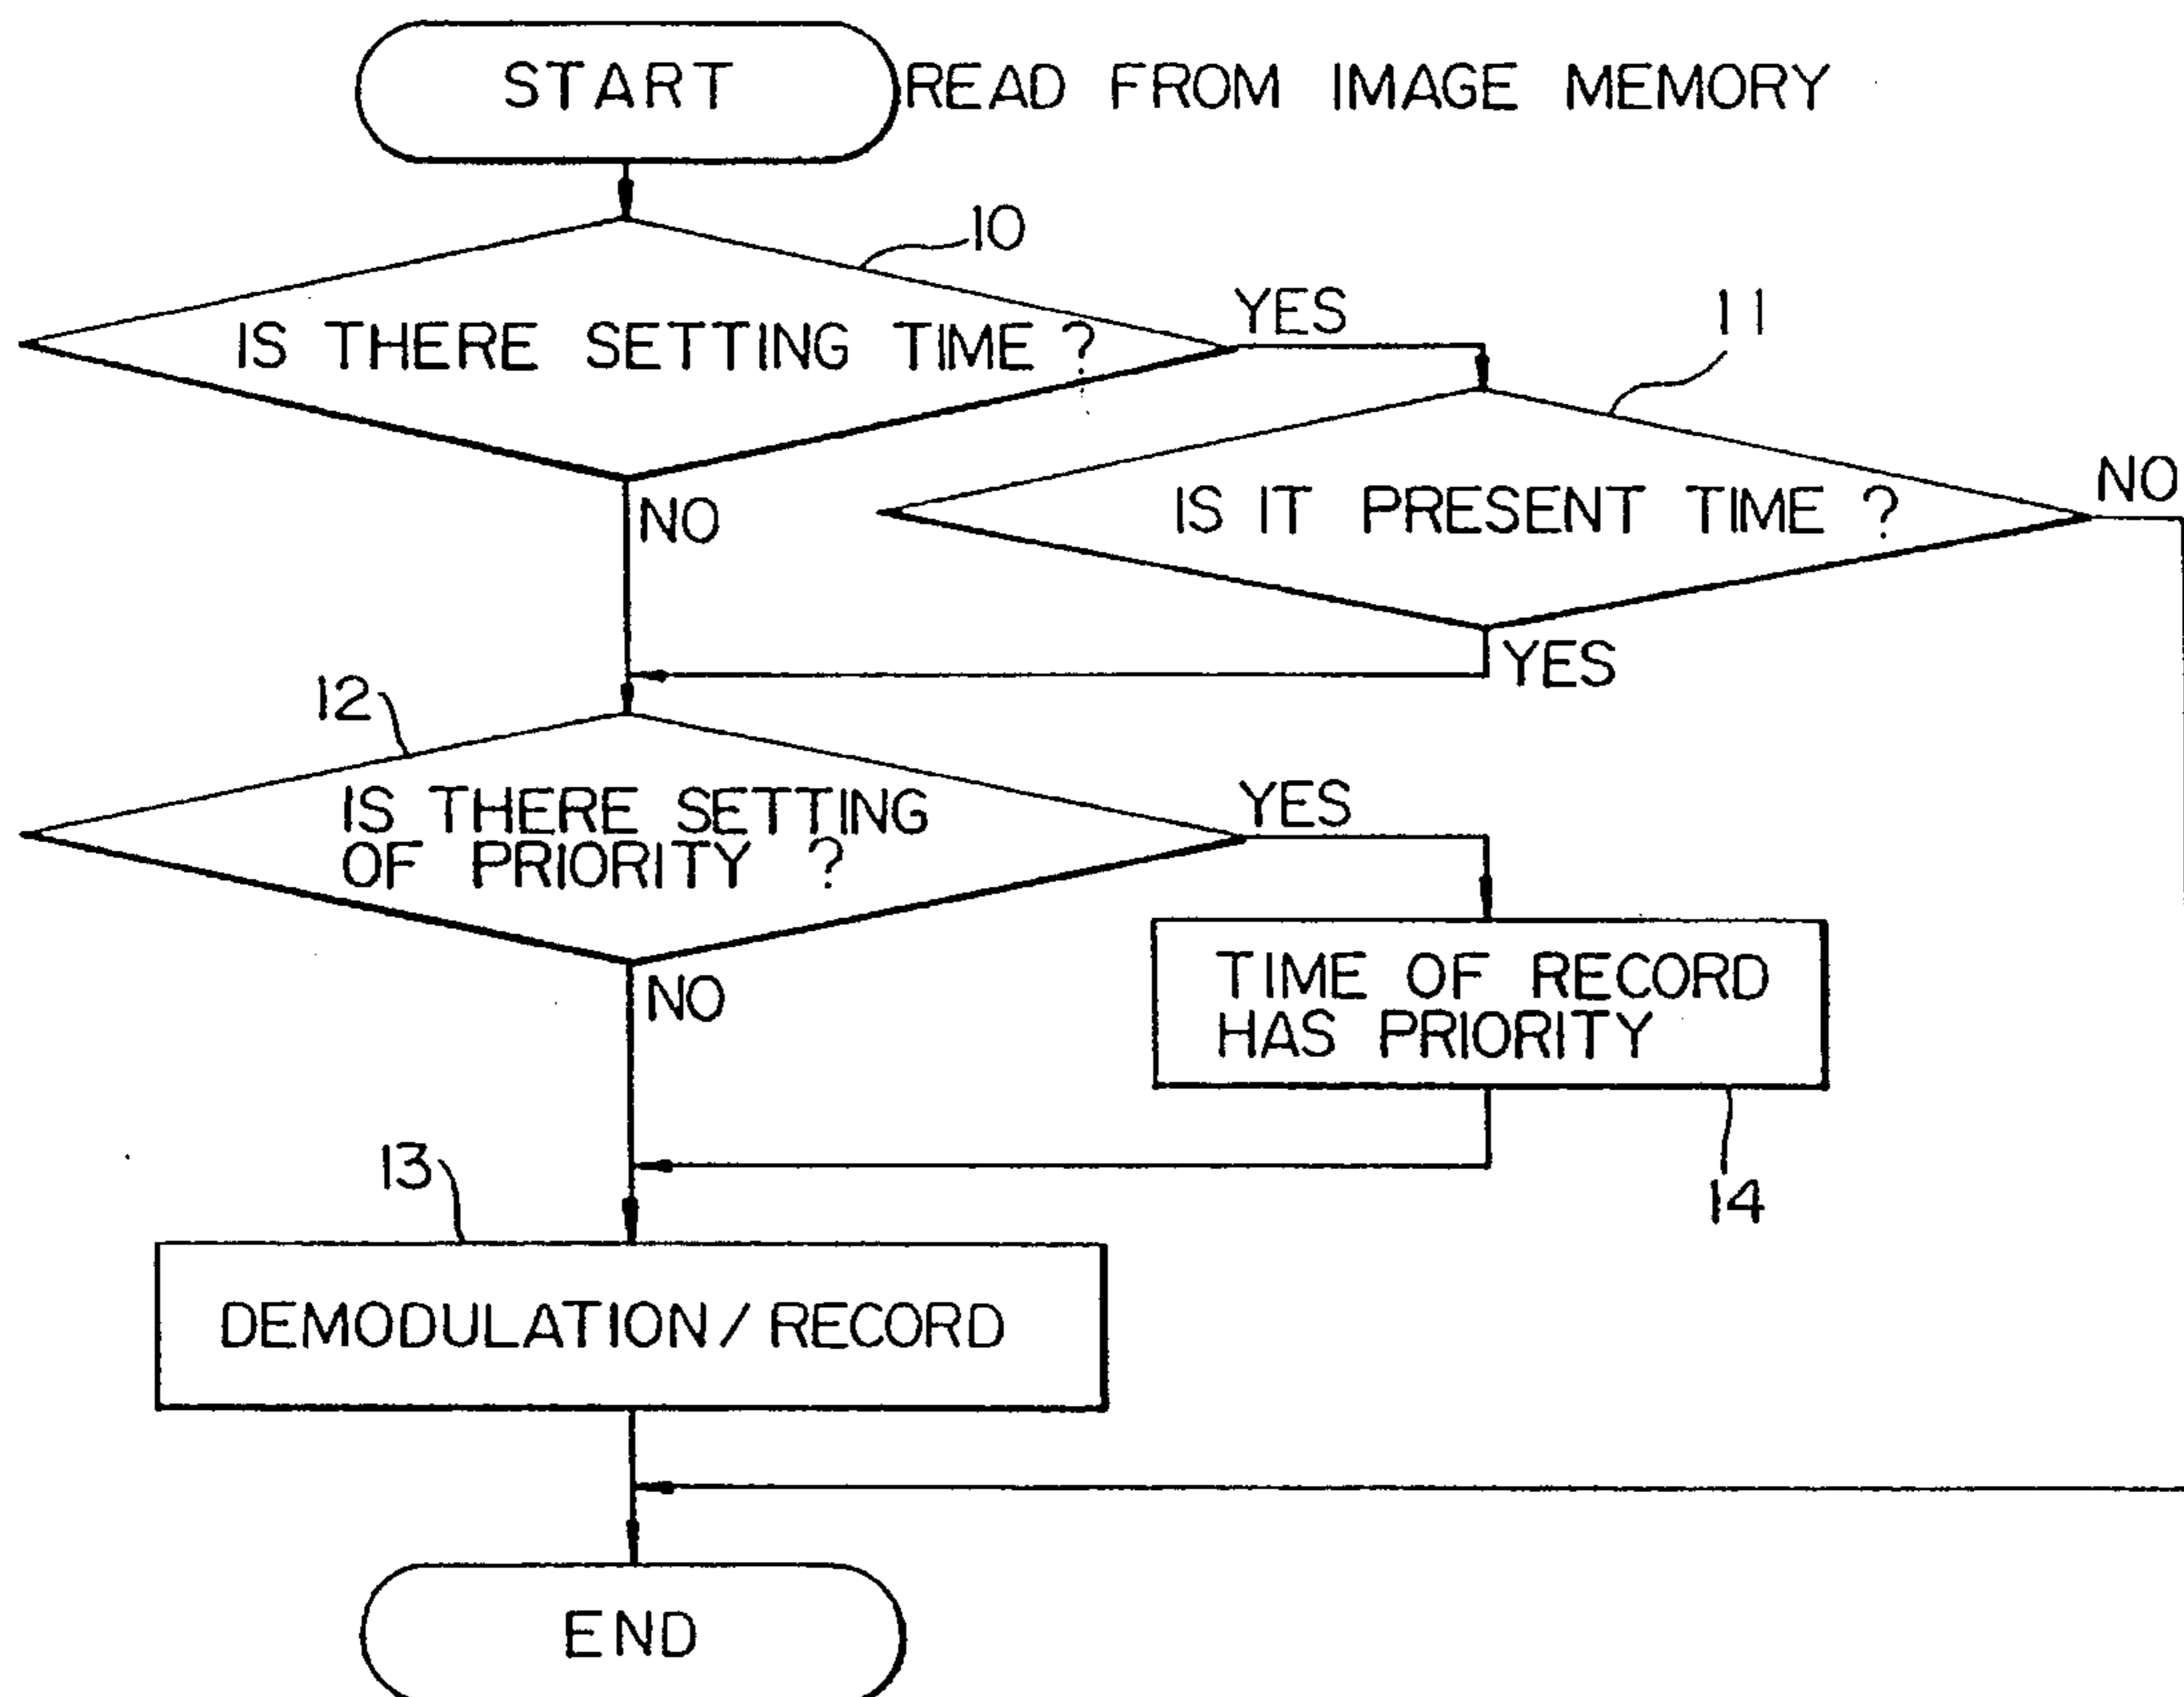 START READ FROM IMAGE MEMORY
10
IS THERE SETTING TIME ?
YES
11
IS IT PRESENT TIME ?
NO
NO
YES
12
IS THERE SETTING
OF PRIORITY ?
YES
TIME OF RECORD
HAS PRIORITY
NO
13
14
DEMODULATION/RECORD
END